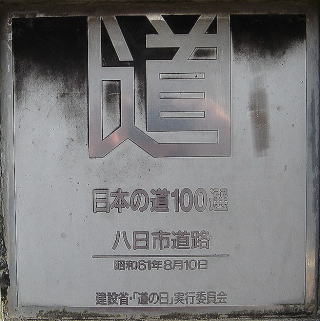 道
日本の道100選
八日市道路
昭和61年8月10日
建設省・「道の日」実行委員会